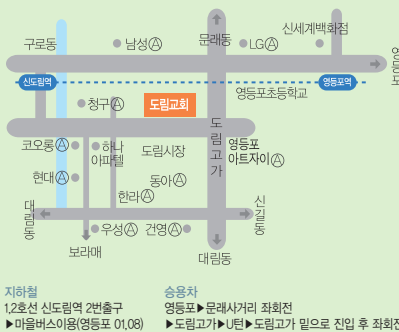 신세계백화점
구로동
남성Ⓐ
문래동
LGⒶ
영등포
신도림역
영등포역
영등포초등학교
청구Ⓐ
도림교회
도림고가
코오롱Ⓐ
하나
아파텔
도림시장
영등포
아트자이Ⓐ
현대Ⓐ
동아Ⓐ
한라Ⓐ
대림동
신길동
우성Ⓐ
건영Ⓐ
보라매
대림동
지하철
1,2호선 신도림역 2번출구
▶마을버스이용(영등포 01,08)
승용차
영등포▶문래사거리 좌회전
▶도림고가▶U턴▶도림고가 밑으로 진입 후 좌회전